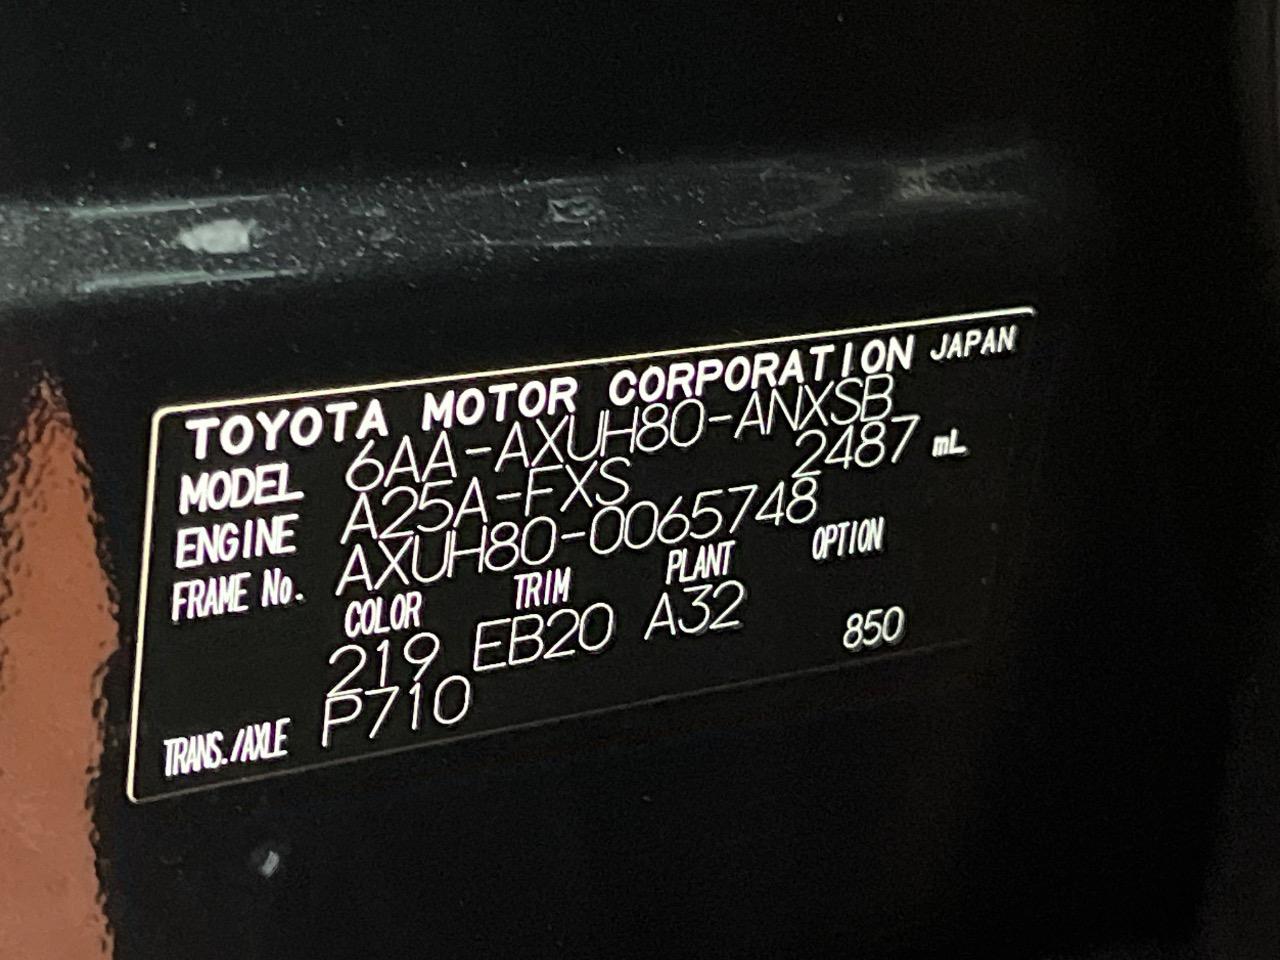 TOYOTA MOTOR CORPORATION JAPAN
MODEL 6AA-AXUH80-ANXSB
ENGINE A25A-FXS 2487 mL
FRAME No. AXUH80-0065748
COLOR TRIM PLANT OPTION
219 EB20 A32 850
TRANS./AXLE P710